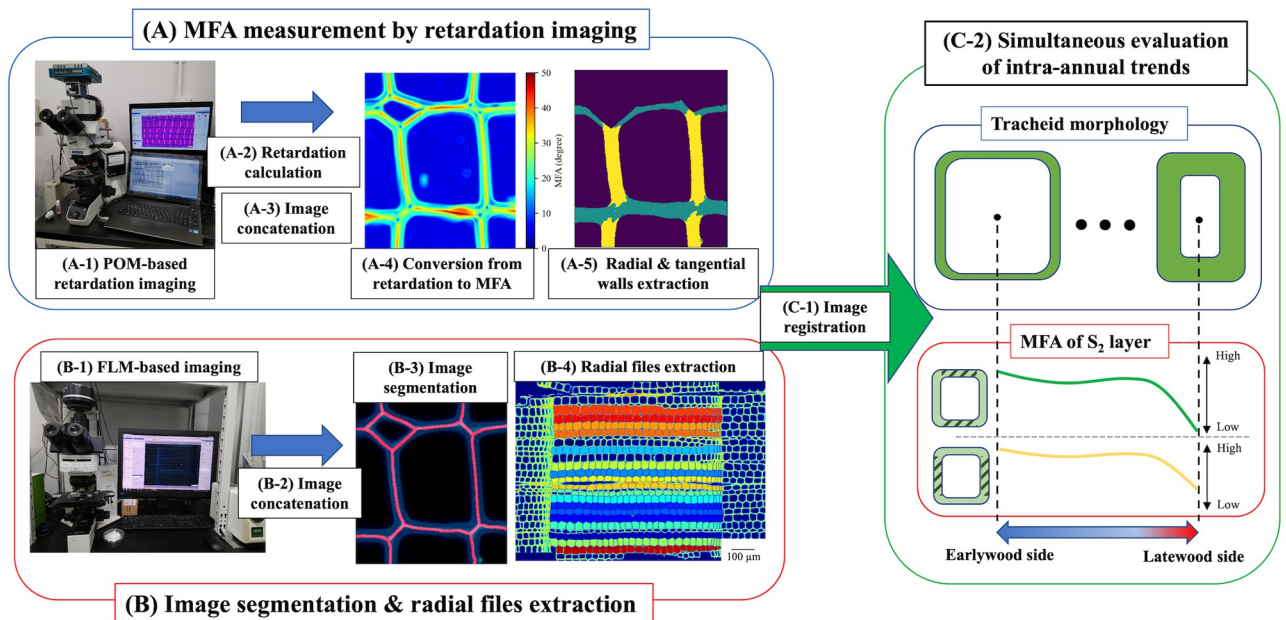 (A) MFA measurement by retardation imaging
(A-2) Retardation
calculation
(A-3) Image
concatenation
50
40
30
20
10
0
MFA (degree)
(A-1) POM-based
retardation imaging
(A-4) Conversion from
retardation to MFA
(A-5) Radial & tangential
walls extraction
(B-1) FLM-based imaging
(B-2) Image
concatenation
(B-3) Image
segmentation
(B-4) Radial files extraction
100 µm
(B) Image segmentation & radial files extraction
(C-1) Image
registration
(C-2) Simultaneous evaluation
of intra-annual trends
Tracheid morphology
MFA of S₂ layer
High
Low
High
Low
Earlywood side
Latewood side